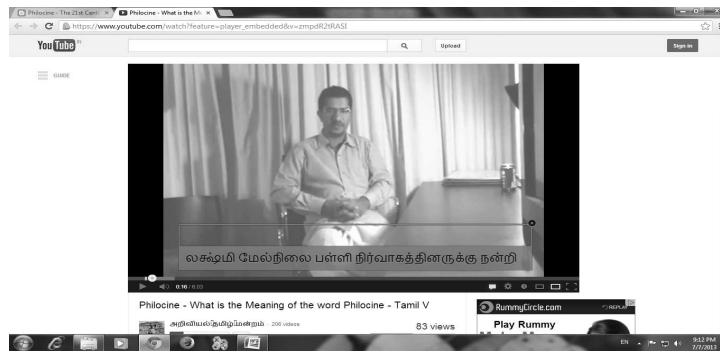 Philocine - The 21st Cent
Philocine - What is the M
https://www.youtube.com/watch?feature=player_embedded&v=zmpdR2tRASI
YouTube IN
Upload
Sign in
GUIDE
லக்ஷ்மி மேல்நிலை பள்ளி நிர்வாகத்தினருக்கு நன்றி
0:16 / 6:03
Philocine - What is the Meaning of the word Philocine - Tamil V
அறிவியல்தமிழ்மன்றம் · 206 videos
83 views
RummyCircle.com
REPLAY
Play Rummy
EN
9:12 PM
7/7/2013